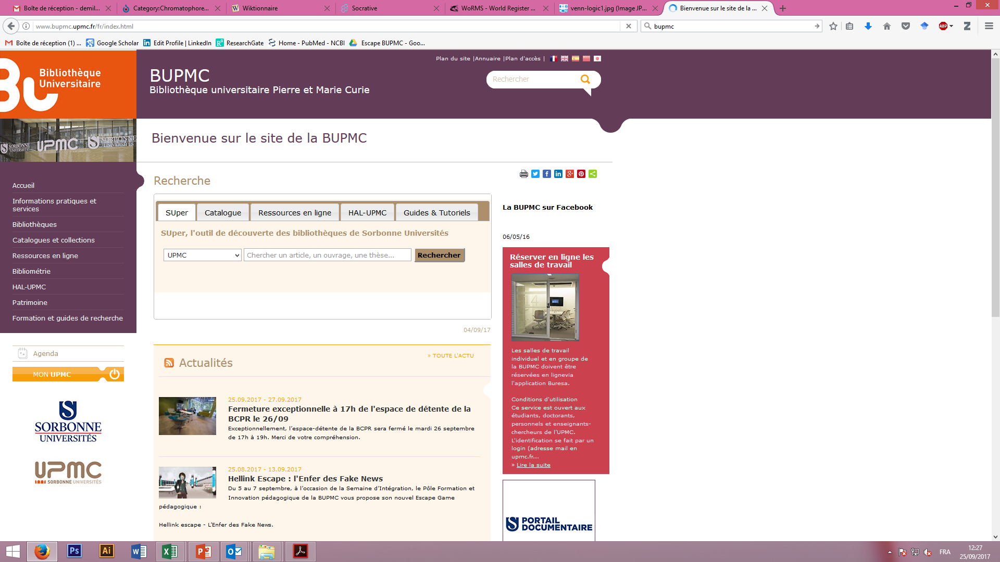 Boîte de réception - demil...
Category:Chromatophore...
Wiktionnaire
Socrative
WoRMS - World Register ...
venn-logic1.jpg (Image JP...
Bienvenue sur le site de la ...
www.bupmc.upmc.fr/fr/index.html
bupmc
ABP
Boîte de réception (1) ...
Google Scholar
Edit Profile | LinkedIn
ResearchGate
Home - PubMed - NCBI
Escape BUPMC - Goo...
Bibliothèque
Universitaire
Plan du site |Annuaire |Plan d'accès |
BUPMC
Bibliothèque universitaire Pierre et Marie Curie
Rechercher
SORBONNE UNIVERSITÉS UPMC SORBONNE UNIVERSITÉS
Bienvenue sur le site de la BUPMC
Accueil
Informations pratiques et
services
Bibliothèques
Catalogues et collections
Ressources en ligne
Bibliométrie
HAL-UPMC
Patrimoine
Formation et guides de recherche
Agenda
MON UPMC
SORBONNE
UNIVERSITÉS
UPMC
SORBONNE UNIVERSITÉS
Recherche
SUper
Catalogue
Ressources en ligne
HAL-UPMC
Guides & Tutoriels
SUper, l'outil de découverte des bibliothèques de Sorbonne Universités
UPMC
Chercher un article, un ouvrage, une thèse...
Rechercher
04/09/17
» TOUTE L'ACTU
Actualités
25.09.2017 - 27.09.2017
Fermeture exceptionnelle à 17h de l'espace de détente de la
BCPR le 26/09
Exceptionnellement, l’espace-détente de la BCPR sera fermé le mardi 26 septembre
de 17h à 19h. Merci de votre compréhension.
25.08.2017 - 13.09.2017
Hellink Escape : l'Enfer des Fake News
Du 5 au 7 septembre, à l’occasion de la Semaine d’Intégration, le Pôle Formation et
Innovation pédagogique de la BUPMC vous propose son nouvel Escape Game
pédagogique :
Hellink escape - L’Enfer des Fake News.
La BUPMC sur Facebook
06/05/16
Réserver en ligne les
salles de travail
14
Les salles de travail
individuel et en groupe de
la BUPMC doivent être
réservées en lignevia
l'application Buresa.
Conditions d'utilisation
Ce service est ouvert aux
étudiants, doctorants,
personnels et enseignants-
chercheurs de l’UPMC.
L'identification se fait par un
login (adresse mail en
upmc.fr...
» Lire la suite
PORTAIL
DOCUMENTAIRE
FRA
12:27
25/09/2017